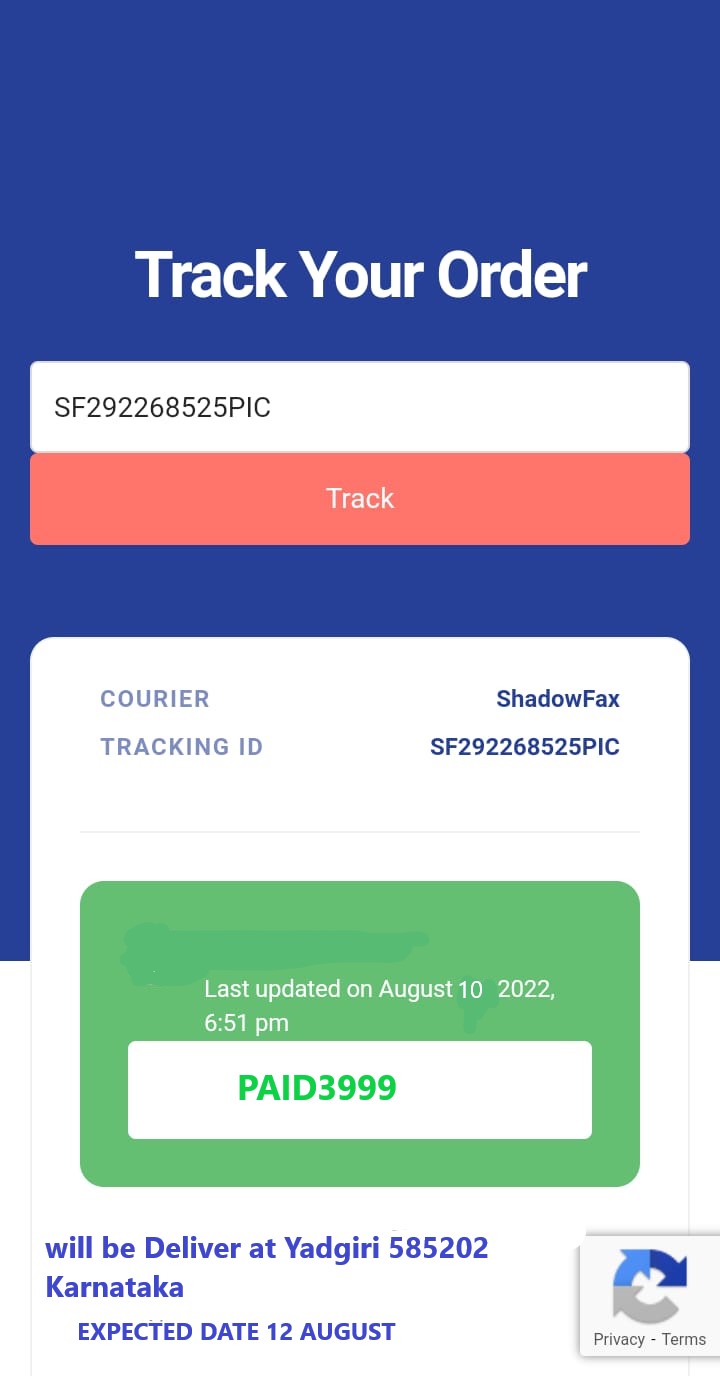 Track Your Order
SF292268525PIC
Track
COURIER ShadowFax
TRACKING ID SF292268525PIC
Last updated on August 10 2022,
6:51 pm
PAID3999
will be Deliver at Yadgiri 585202
Karnataka
EXPECTED DATE 12 AUGUST
Privacy - Terms